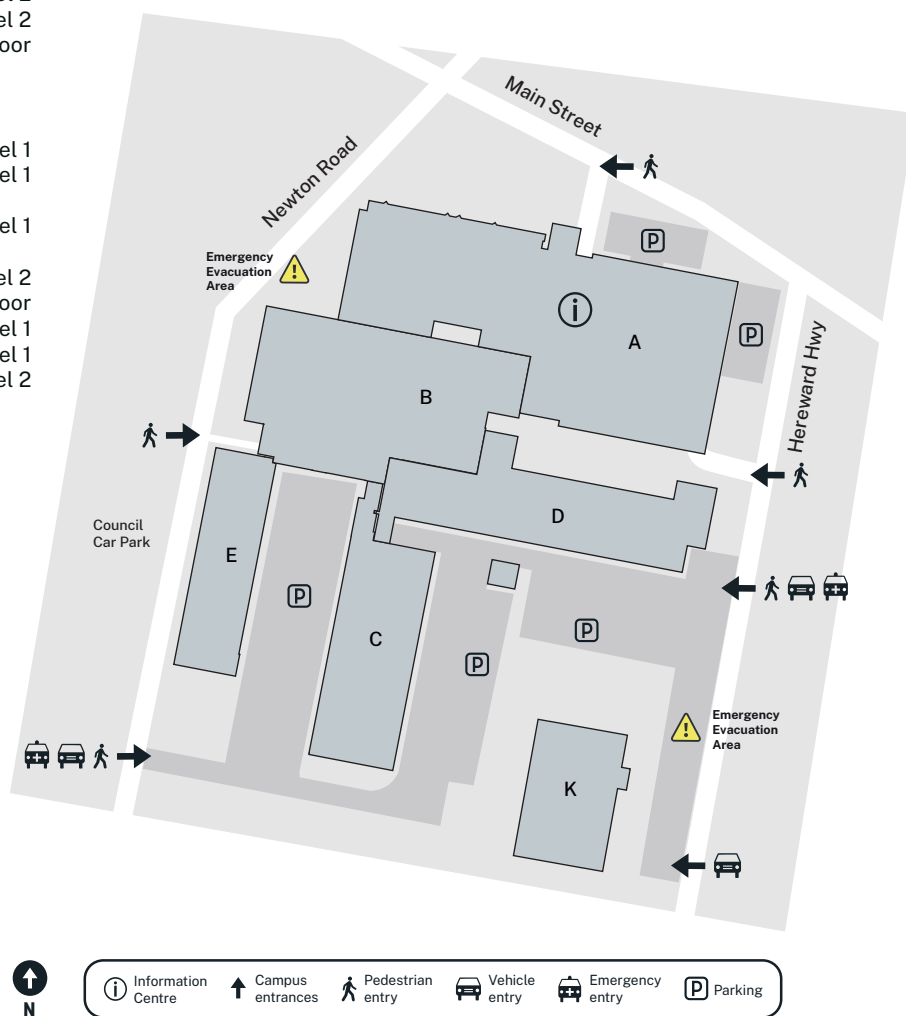 el 2
oor
el 1
el 1
el 1
el 2
oor
el 1
el 1
el 2
Main Street
Newton Road
P
Emergency
Evacuation
Area
i
A
P
Hereward Hwy
B
D
Council
Car Park
E
P
C
P
P
Emergency
Evacuation
Area
K
N
i Information
Centre
Campus
entrances
Pedestrian
entry
Vehicle
entry
Emergency
entry
P Parking